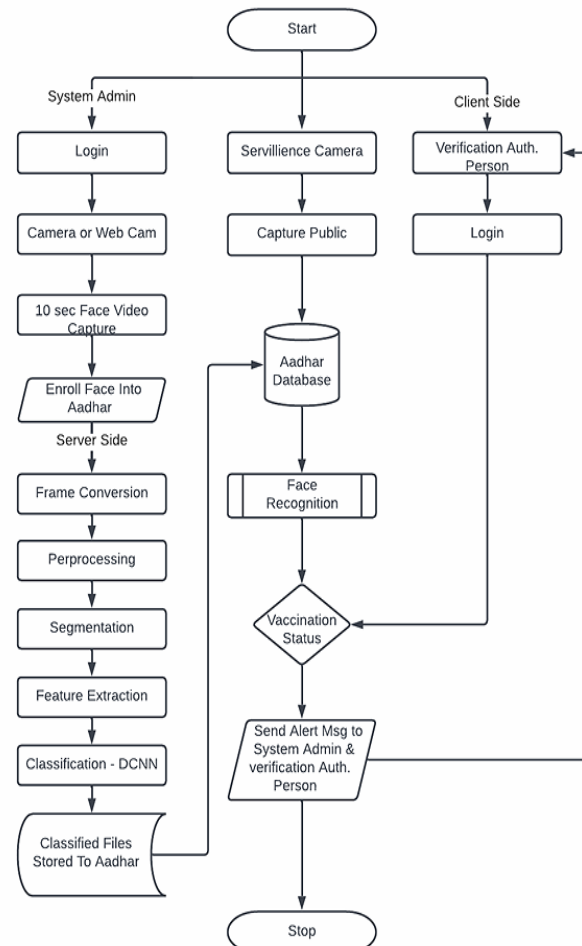 Start
System Admin
Client Side
Login
Servillience Camera
Verification Auth.
Person
Camera or Web Cam
Capture Public
Login
10 sec Face Video
Capture
Aadhar
Database
Enroll Face Into
Aadhar
Server Side
Frame Conversion
Face
Recognition
Perprocessing
Segmentation
Vaccination
Status
Feature Extraction
Classification - DCNN
Send Alert Msg to
System Admin &
verification Auth.
Person
Classified Files
Stored To Aadhar
Stop